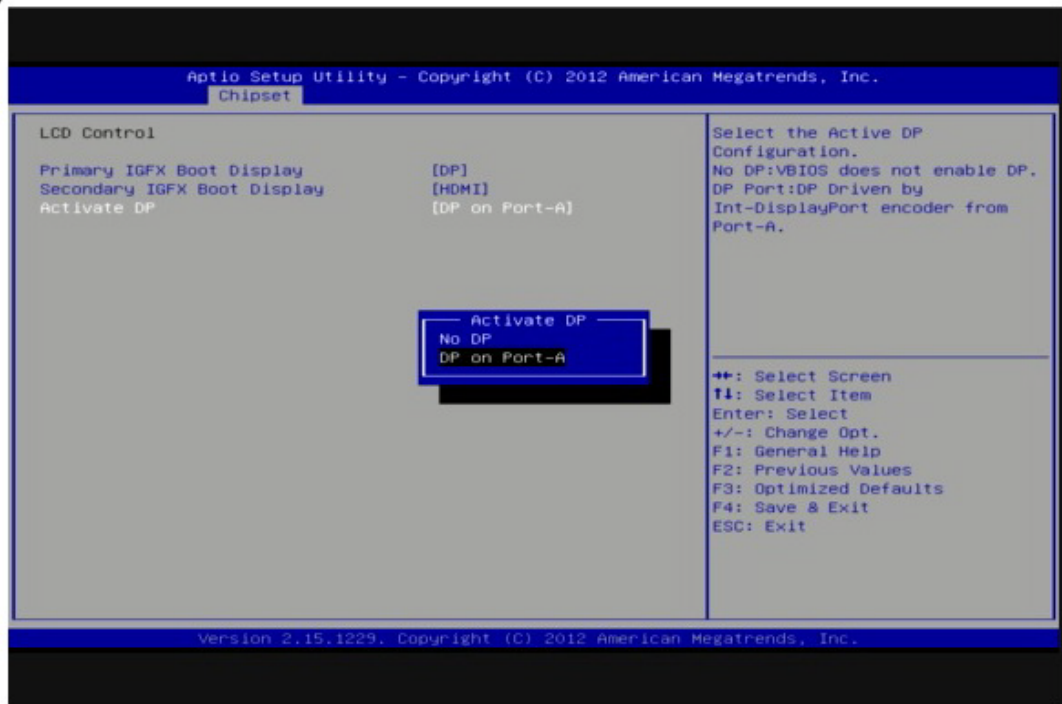 Aptio Setup Utility - Copyright (C) 2012 American Megatrends, Inc.
Chipset
LCD Control
Primary IGFX Boot Display [DP]
Secondary IGFX Boot Display [HDMI]
Activate DP [DP on Port-A]
Activate DP
No DP
DP on Port-A
Select the Active DP
Configuration.
No DP:VBIOS does not enable DP.
DP Port:DP Driven by
Int-DisplayPort encoder from
Port-A.
→←: Select Screen
↑↓: Select Item
Enter: Select
+/-: Change Opt.
F1: General Help
F2: Previous Values
F3: Optimized Defaults
F4: Save & Exit
ESC: Exit
Version 2.15.1229. Copyright (C) 2012 American Megatrends, Inc.